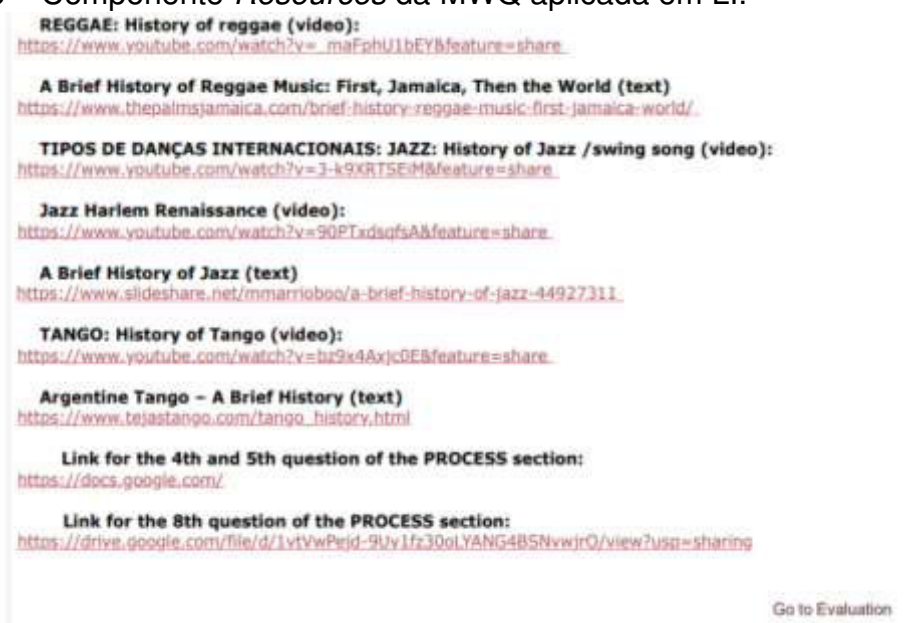 Componente Resources da MWQ aplicada em LI.
REGGAE: History of reggae (video):
https://www.youtube.com/watch?v=_maFphU1bEY&feature=share
A Brief History of Reggae Music: First, Jamaica, Then the World (text)
https://www.thepalmsjamaica.com/brief-history-reggae-music-first-jamaica-world/
TIPOS DE DANÇAS INTERNACIONAIS: JAZZ: History of Jazz /swing song (video):
https://www.youtube.com/watch?v=J-k9XRTSEiM&feature=share
Jazz Harlem Renaissance (video):
https://www.youtube.com/watch?v=90PTxdsqfsA&feature=share
A Brief History of Jazz (text)
https://www.slideshare.net/mmarrioboo/a-brief-history-of-jazz-44927311
TANGO: History of Tango (video):
https://www.youtube.com/watch?v=bz9x4AxJc0E&feature=share
Argentine Tango – A Brief History (text)
https://www.tejastango.com/tango_history.html
Link for the 4th and 5th question of the PROCESS section:
https://docs.google.com/
Link for the 8th question of the PROCESS section:
https://drive.google.com/file/d/1vtVwPejd-9Uv1fz30oLYANG4BSNvwjrO/view?usp=sharing
Go to Evaluation